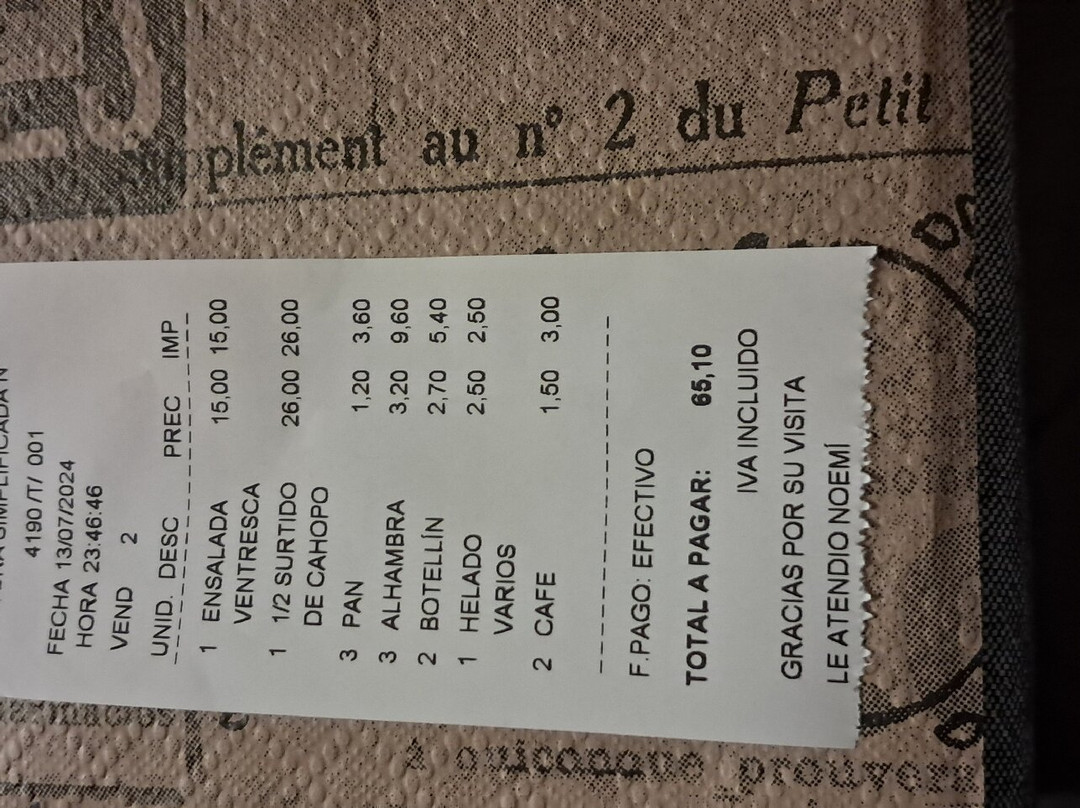 plément au n° 2 du Petit
4190 /T/ 001
FECHA 13/07/2024
HORA 23:46:46
VEND 2
UNID. DESC PREC IMP
1 ENSALADA 15,00 15,00
VENTRESCA
1 1/2 SURTIDO 26,00 26,00
DE CAHOPO
3 PAN 1,20 3,60
3 ALHAMBRA 3,20 9,60
2 BOTELLÍN 2,70 5,40
1 HELADO 2,50 2,50
VARIOS
2 CAFE 1,50 3,00
F.PAGO: EFECTIVO
TOTAL A PAGAR: 65,10
IVA INCLUIDO
GRACIAS POR SU VISITA
LE ATENDIO NOEMÍ
à quiconque prouvera